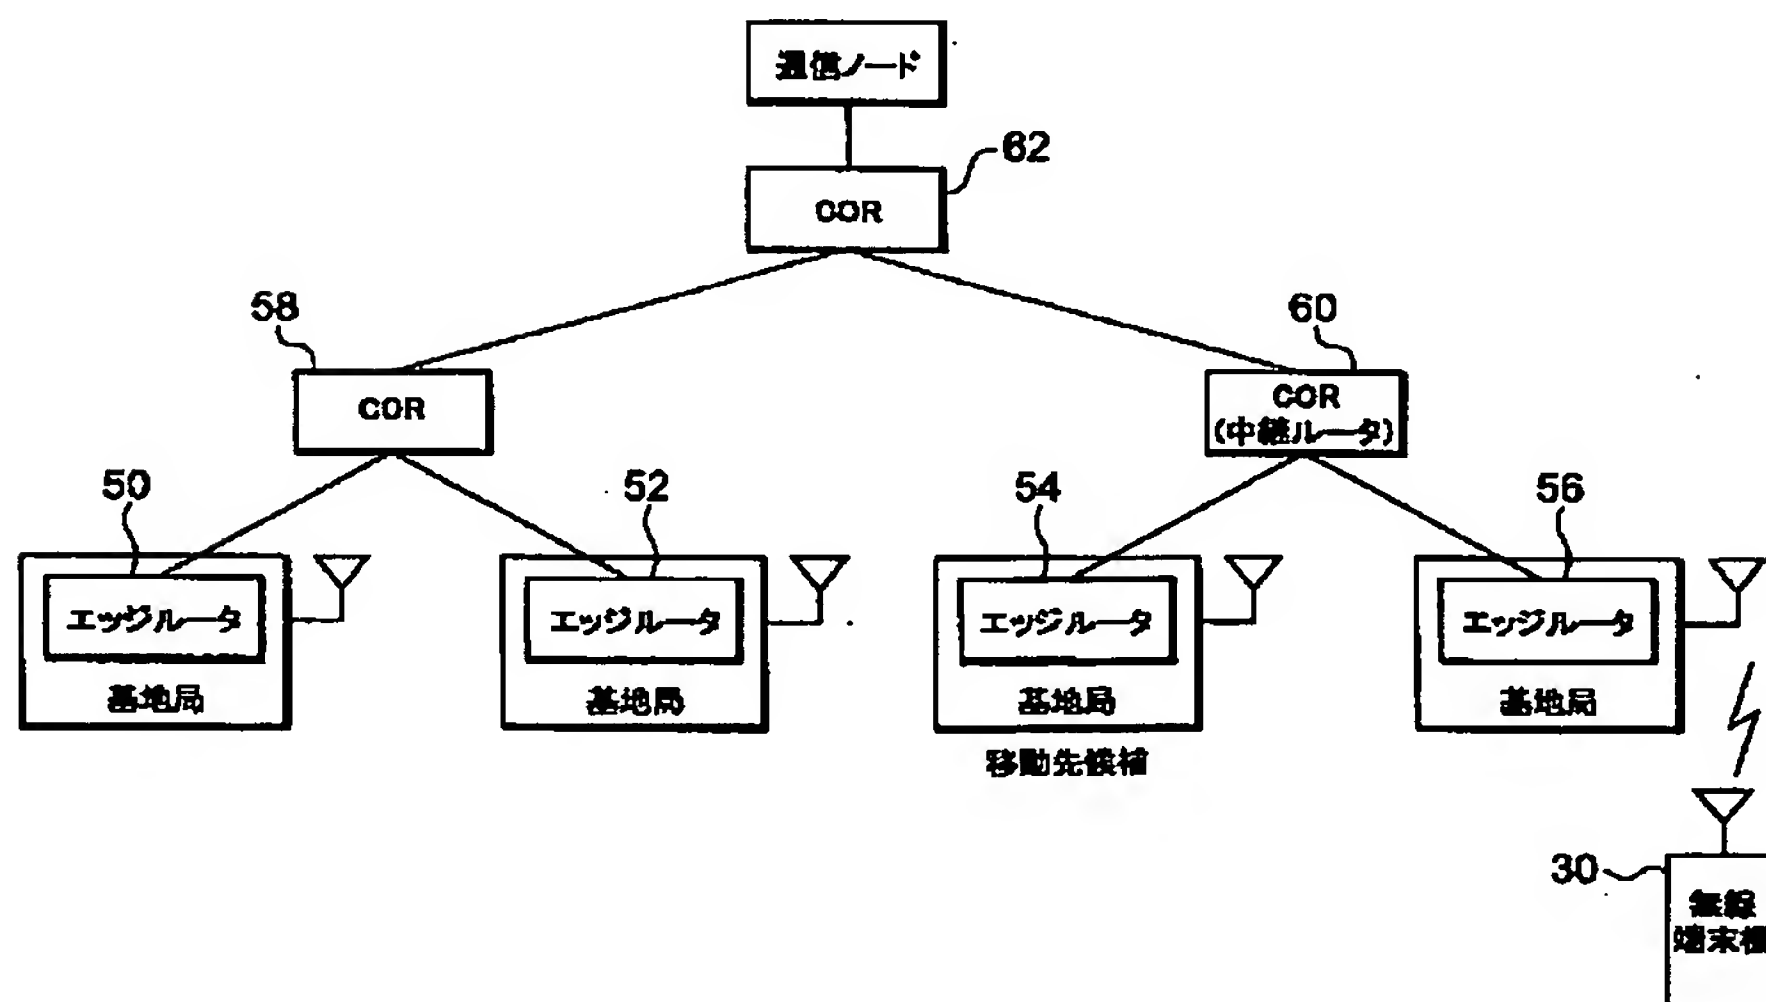 通信ノード
62
COR
58
60
COR
COR
(中継ルータ)
50
52
54
56
エッジルータ
エッジルータ
エッジルータ
エッジルータ
基地局
基地局
基地局
基地局
移動先候補
30
無線
端末機